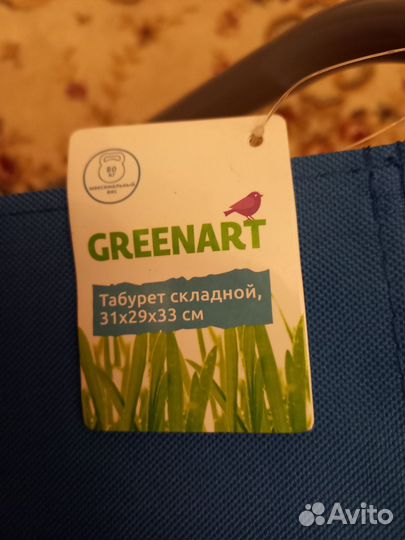 80
КГ
МАКСИМАЛЬНЫЙ
ВЕС
GREENART
Табурет складной,
31x29x33 см
Avito